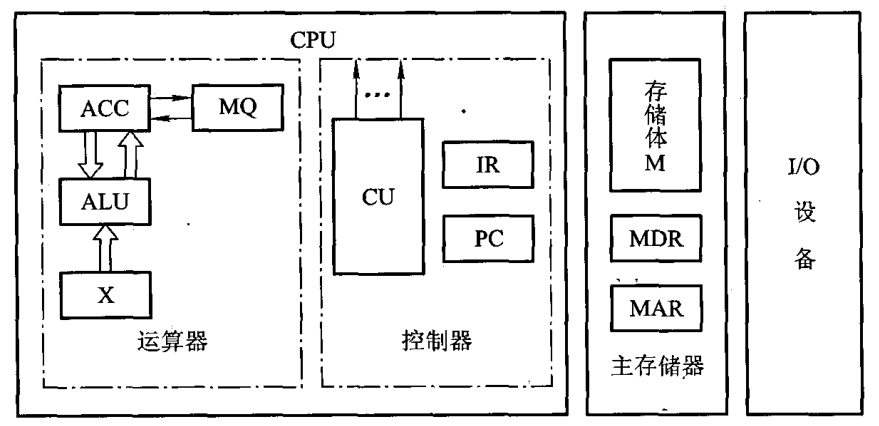 CPU
ACC
MQ
ALU
X
运算器
...
CU
IR
PC
控制器
存储体M
MDR
MAR
主存储器
I/O
设
备